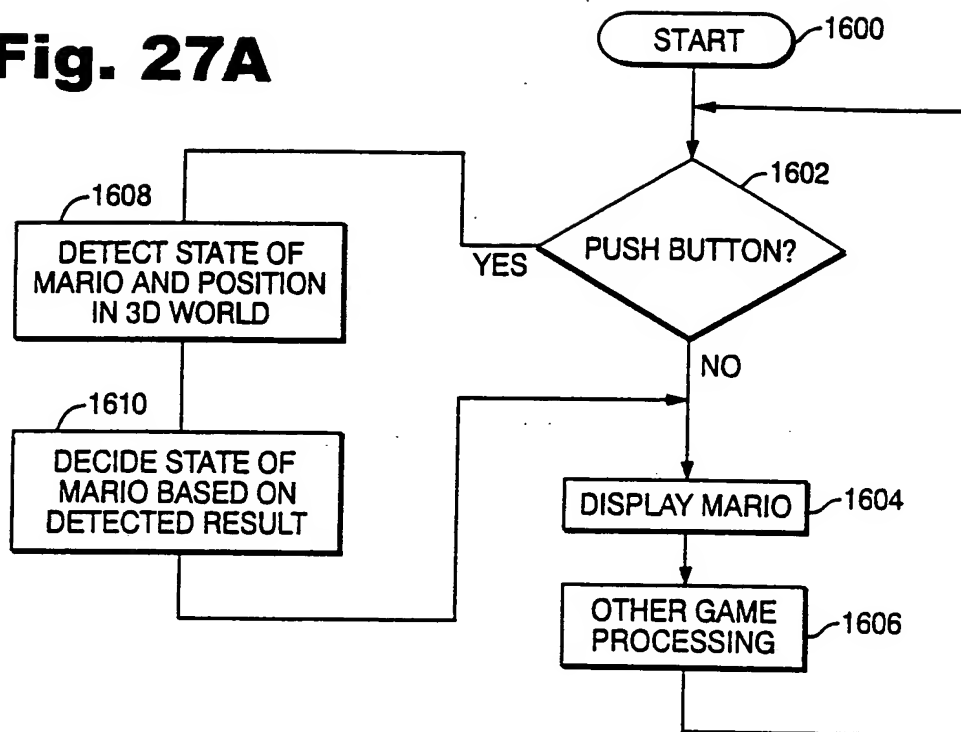 Fig. 27A
START
1600
1602
PUSH BUTTON?
YES
NO
1608
DETECT STATE OF
MARIO AND POSITION
IN 3D WORLD
1610
DECIDE STATE OF
MARIO BASED ON
DETECTED RESULT
DISPLAY MARIO
1604
OTHER GAME
PROCESSING
1606